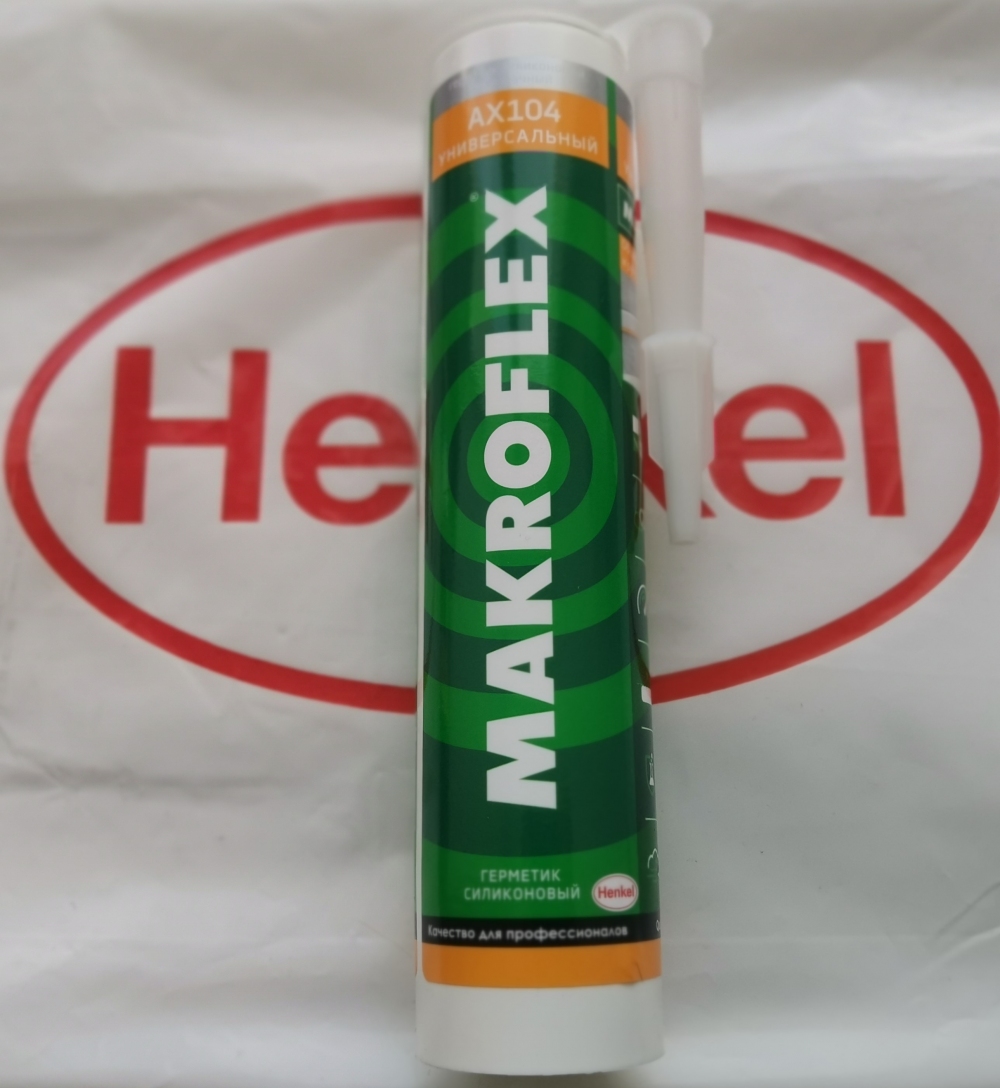 AX104
УНИВЕРСАЛЬНЫЙ
MAKROFLEX®
Henkel
ГЕРМЕТИК
СИЛИКОНОВЫЙ
Henkel
Качество для профессионалов